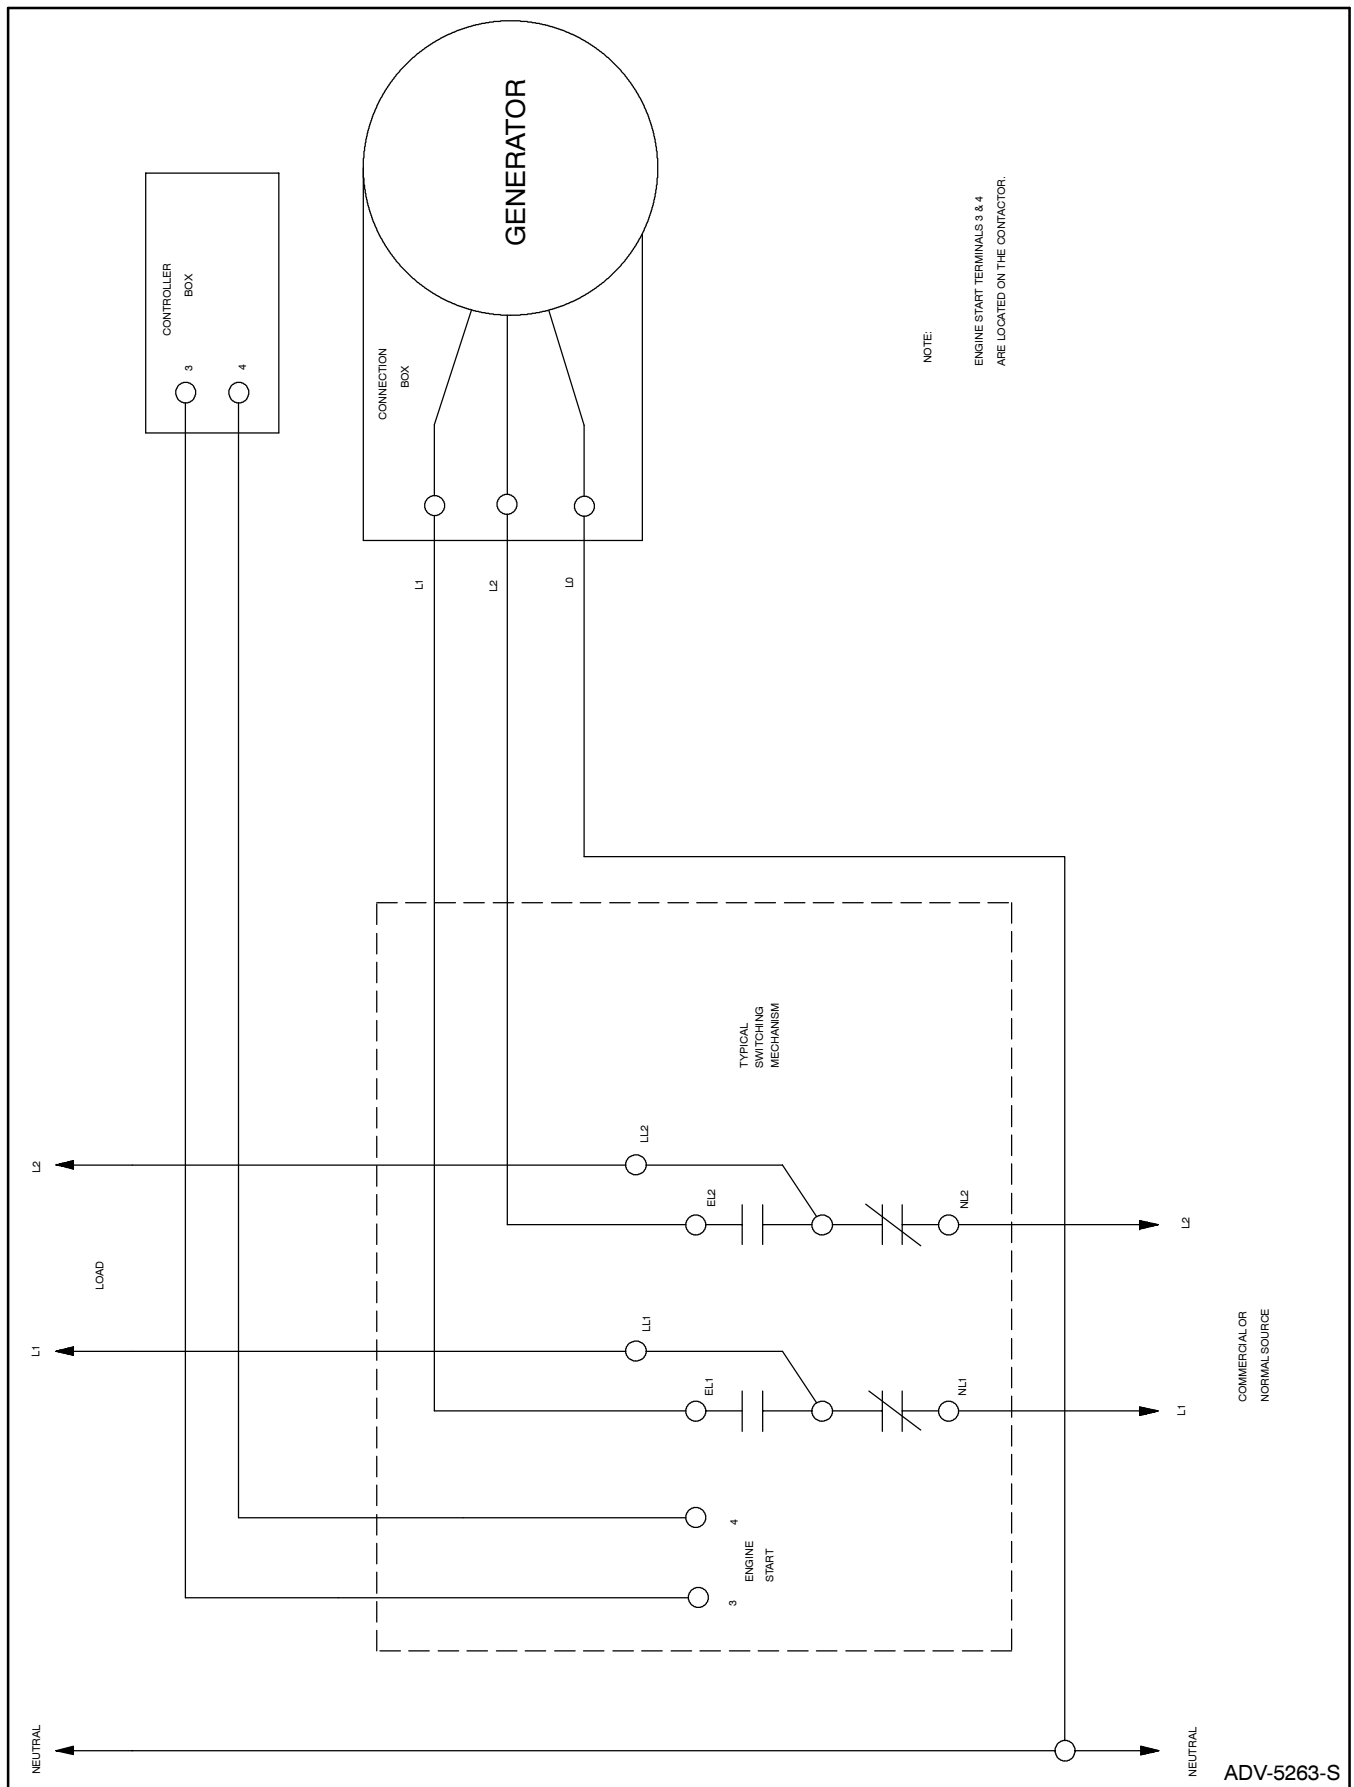 GENERATOR
CONTROLLER
BOX
3
4
CONNECTION
BOX
L1
L2
L0
NOTE:
ENGINE START TERMINALS 3 & 4
ARE LOCATED ON THE CONTACTOR.
TYPICAL
SWITCHING
MECHANISM
L2
LL2
EL2
NL2
L2
LOAD
L1
LL1
EL1
NL1
L1
COMMERCIAL OR
NORMAL SOURCE
4
ENGINE
START
3
NEUTRAL
NEUTRAL
ADV-5263-S